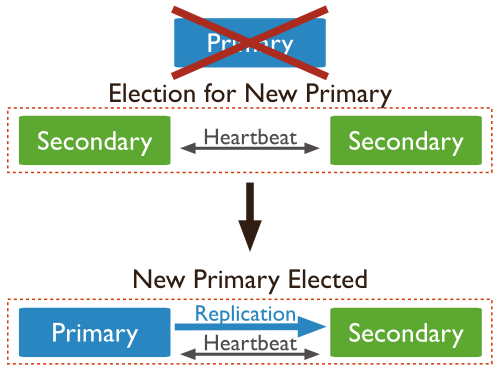 Primary
Election for New Primary
Secondary Heartbeat Secondary
New Primary Elected
Replication
Primary Secondary
Heartbeat